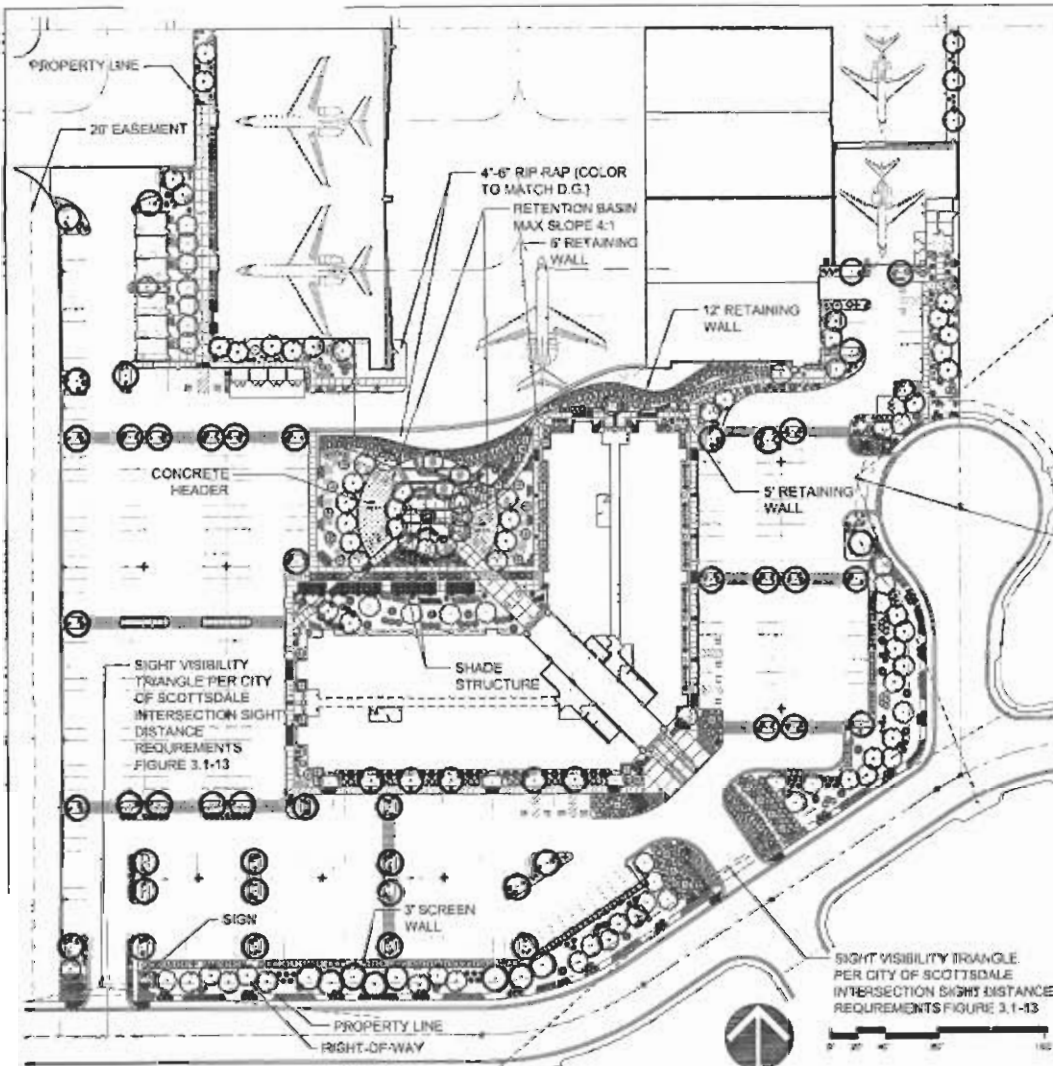 PROPERTY LINE
20' EASEMENT
4"-6" RIP-RAP (COLOR
TO MATCH D.G.)
RETENTION BASIN
MAX SLOPE 4:1
6' RETAINING
WALL
12' RETAINING
WALL
CONCRETE
HEADER
5' RETAINING
WALL
SIGHT VISIBILITY
TRIANGLE PER CITY
OF SCOTTSDALE
INTERSECTION SIGHT
DISTANCE
REQUREMENTS
FIGURE 3.1-13
SHADE
STRUCTURE
SIGN
3' SCREEN
WALL
PROPERTY LINE
RIGHT-OF-WAY
SIGHT VISIBILITY TRIANGLE
PER CITY OF SCOTTSDALE
INTERSECTION SIGHT DISTANCE
REQUREMENTS FIGURE 3.1-13